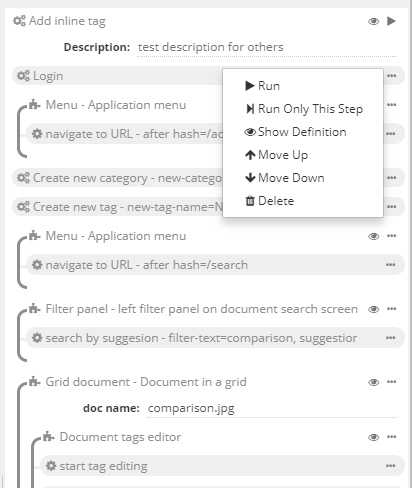 Add inline tag
Description: test description for others
Login
Run
Menu - Application menu
Run Only This Step
navigate to URL - after hash=/ad
Show Definition
Move Up
Create new category - new-catego
Move Down
Create new tag - new-tag-name=N
Delete
Menu - Application menu
navigate to URL - after hash=/search
Filter panel - left filter panel on document search screen
search by suggesion - filter-text=comparison, suggestior
Grid document - Document in a grid
doc name: comparison.jpg
Document tags editor
start tag editing